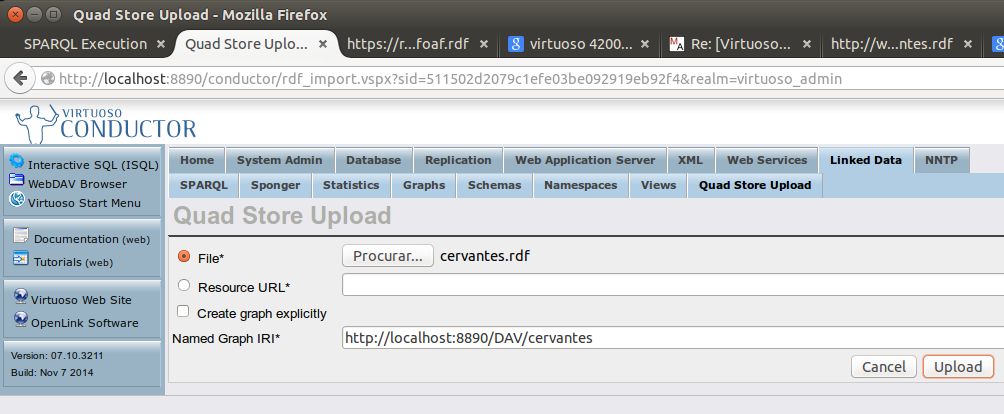 Quad Store Upload - Mozilla Firefox
SPARQL Execution × Quad Store Uplo... × https://r...foaf.rdf × virtuoso 4200... × Re: [Virtuoso... × http://w...ntes.rdf ×
http://localhost:8890/conductor/rdf_import.vspx?sid=511502d2079c1efe03be092919eb92f4&realm=virtuoso_admin
VIRTUOSO
CONDUCTOR
Interactive SQL (ISQL)
WebDAV Browser
Virtuoso Start Menu
Documentation (web)
Tutorials (web)
Virtuoso Web Site
OpenLink Software
Version: 07.10.3211
Build: Nov 7 2014
Home System Admin Database Replication Web Application Server XML Web Services Linked Data NNTP
SPARQL Sponger Statistics Graphs Schemas Namespaces Views Quad Store Upload
Quad Store Upload
File* Procurar... cervantes.rdf
Resource URL*
Create graph explicitly
Named Graph IRI* http://localhost:8890/DAV/cervantes
Cancel Upload